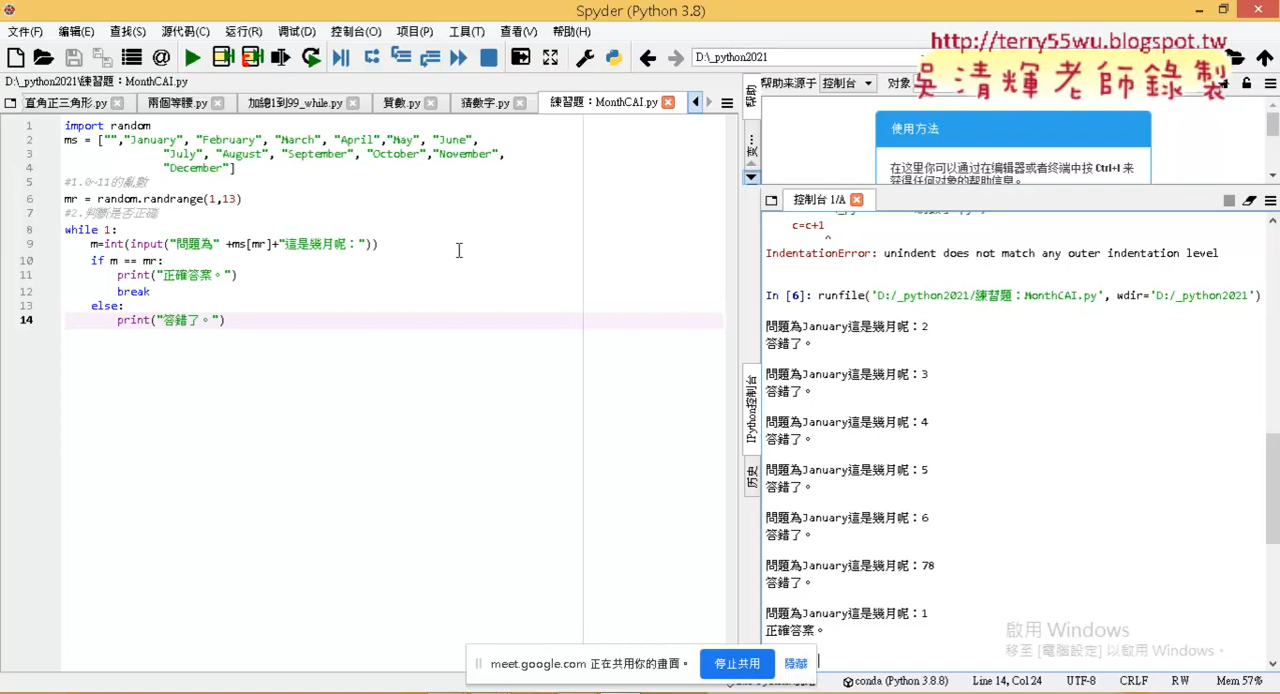 Spyder (Python 3.8)
文件(F) 编辑(E) 查找(S) 源代码(C) 运行(R) 调试(D) 控制台(O) 项目(P) 工具(T) 查看(V) 帮助(H)
D:\_python2021
http://terry55wu.blogspot.tw
吳清輝老師錄製
D:\_python2021\練習題：MonthCAI.py
直角正三角形.py 兩個等腰.py 加總1到99_while.py 質數.py 猜數字.py 練習題：MonthCAI.py
1 import random
2 ms = ["","January", "February", "March", "April","May", "June",
3 "July", "August", "September", "October","November",
4 "December"]
5 #1.0~11的亂數
6 mr = random.randrange(1,13)
7 #2.判斷是否正確
8 while 1:
9 m=int(input("問題為" +ms[mr]+"這是幾月呢："))
10 if m == mr:
11 print("正確答案。")
12 break
13 else:
14 print("答錯了。")
帮助来源于 控制台 对象
帮助
使用方法
在这里你可以通过在编辑器或者终端中按 Ctrl+I 来
获得任何对象的帮助信息。
控制台 1/A
c=c+1
^
IndentationError: unindent does not match any outer indentation level
In [6]: runfile('D:/_python2021/練習題：MonthCAI.py', wdir='D:/_python2021')
問題為January這是幾月呢：2
答錯了。
問題為January這是幾月呢：3
答錯了。
問題為January這是幾月呢：4
答錯了。
問題為January這是幾月呢：5
答錯了。
問題為January這是幾月呢：6
答錯了。
問題為January這是幾月呢：78
答錯了。
問題為January這是幾月呢：1
正確答案。
IPython控制台
历史
啟用 Windows
移至 [電腦設定] 以啟用 Windows。
meet.google.com 正在共用你的畫面。 停止共用 隱藏
conda (Python 3.8.8) Line 14, Col 24 UTF-8 CRLF RW Mem 57%